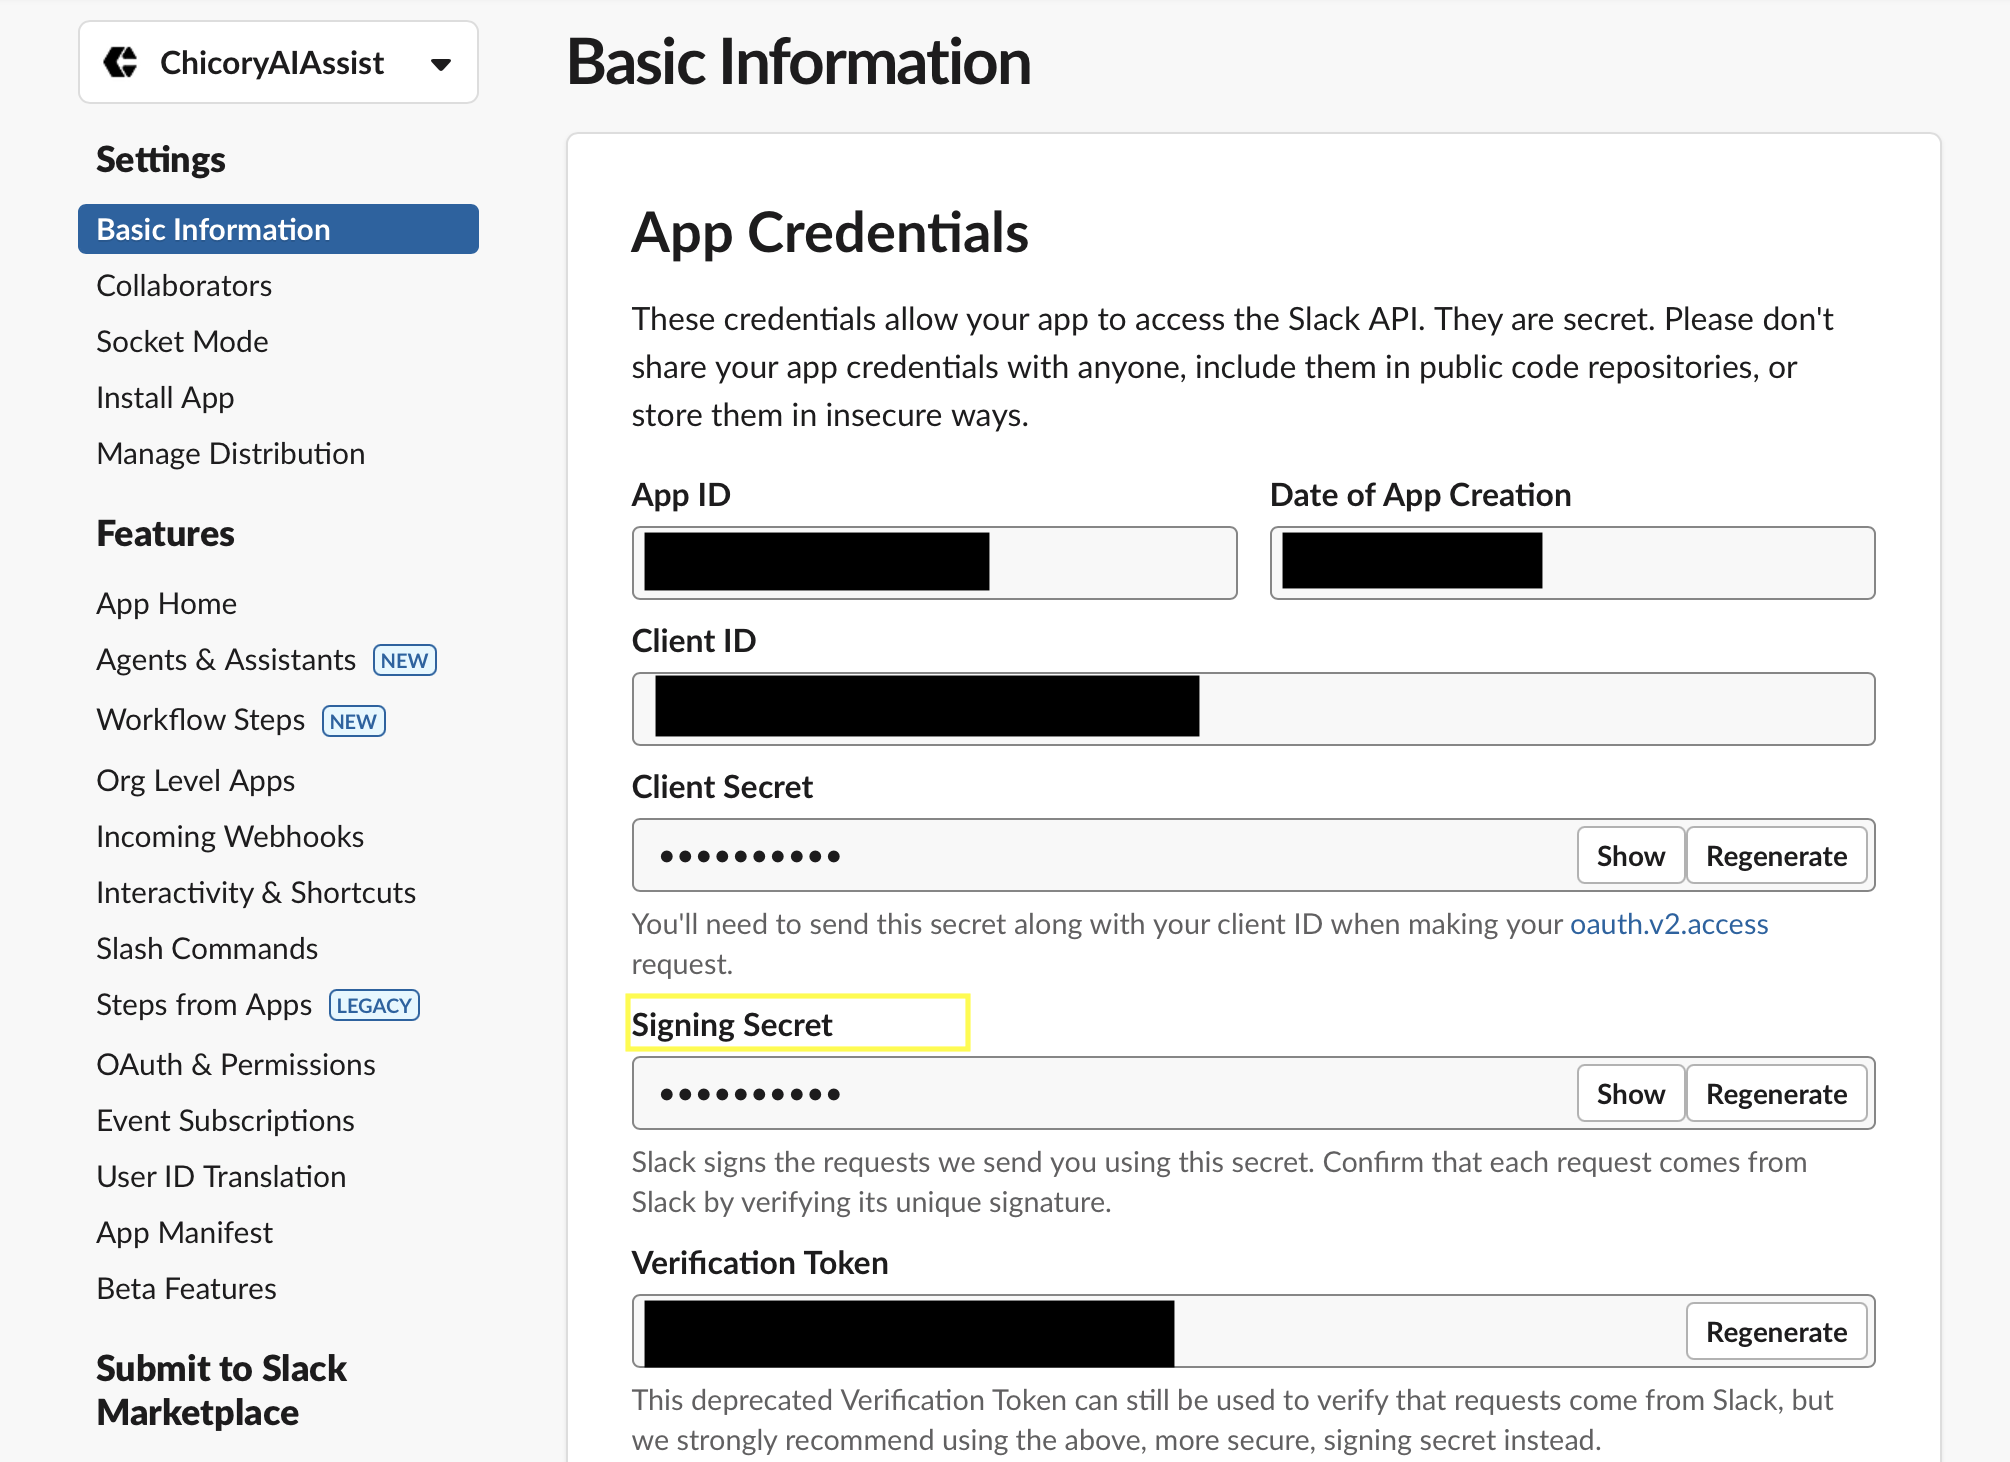 ChicoryAIAssist
Settings
Basic Information
Collaborators
Socket Mode
Install App
Manage Distribution
Features
App Home
Agents & Assistants NEW
Workflow Steps NEW
Org Level Apps
Incoming Webhooks
Interactivity & Shortcuts
Slash Commands
Steps from Apps LEGACY
OAuth & Permissions
Event Subscriptions
User ID Translation
App Manifest
Beta Features
Submit to Slack
Marketplace
Basic Information
App Credentials
These credentials allow your app to access the Slack API. They are secret. Please don't
share your app credentials with anyone, include them in public code repositories, or
store them in insecure ways.
App ID
Date of App Creation
Client ID
Client Secret
••••••••••
Show
Regenerate
You'll need to send this secret along with your client ID when making your oauth.v2.access
request.
Signing Secret
••••••••••
Show
Regenerate
Slack signs the requests we send you using this secret. Confirm that each request comes from
Slack by verifying its unique signature.
Verification Token
Regenerate
This deprecated Verification Token can still be used to verify that requests come from Slack, but
we strongly recommend using the above, more secure, signing secret instead.